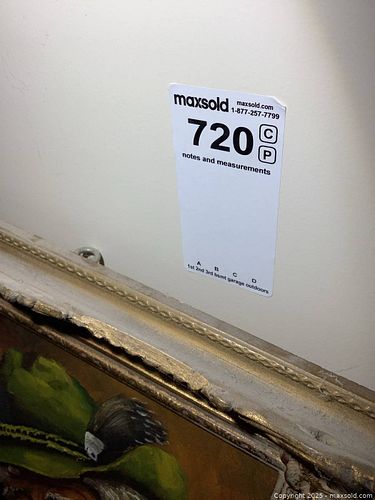 maxsold maxsold.com
1-877-257-7799
720 C
P
notes and measurements
A B C D
1st 2nd 3rd bsmt garage outdoors
Copyright 2025 - maxsold.com